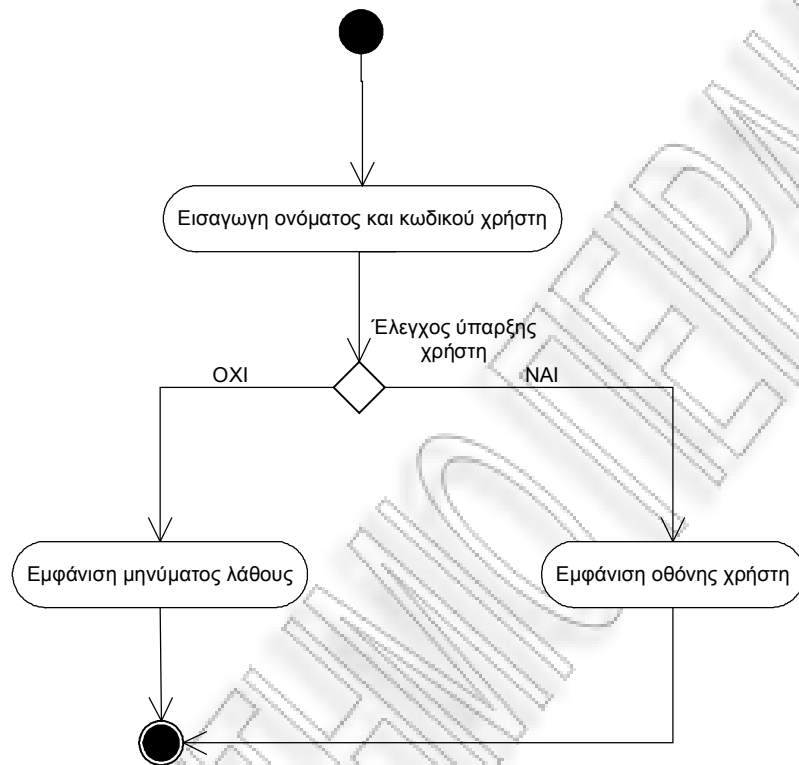 Εισαγωγη ονόματος και κωδικού χρήστη
Έλεγχος ύπαρξης
χρήστη
ΟΧΙ
ΝΑΙ
Εμφάνιση μηνύματος λάθους
Εμφάνιση οθόνης χρήστη